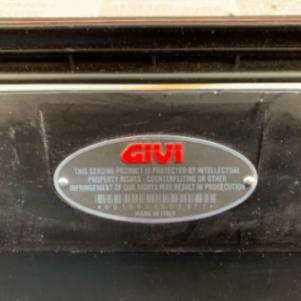 GIVI
THIS GENUINE PRODUCT IS PROTECTED BY INTELLECTUAL
PROPERTY RIGHTS - COUNTERFEITING OR OTHER
INFRINGEMENT OF OUR RIGHTS MAY RESULT IN PROSECUTION
MADE IN ITALY